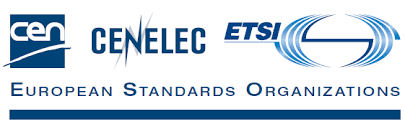 cen CENELEC ETSI
EUROPEAN STANDARDS ORGANIZATIONS